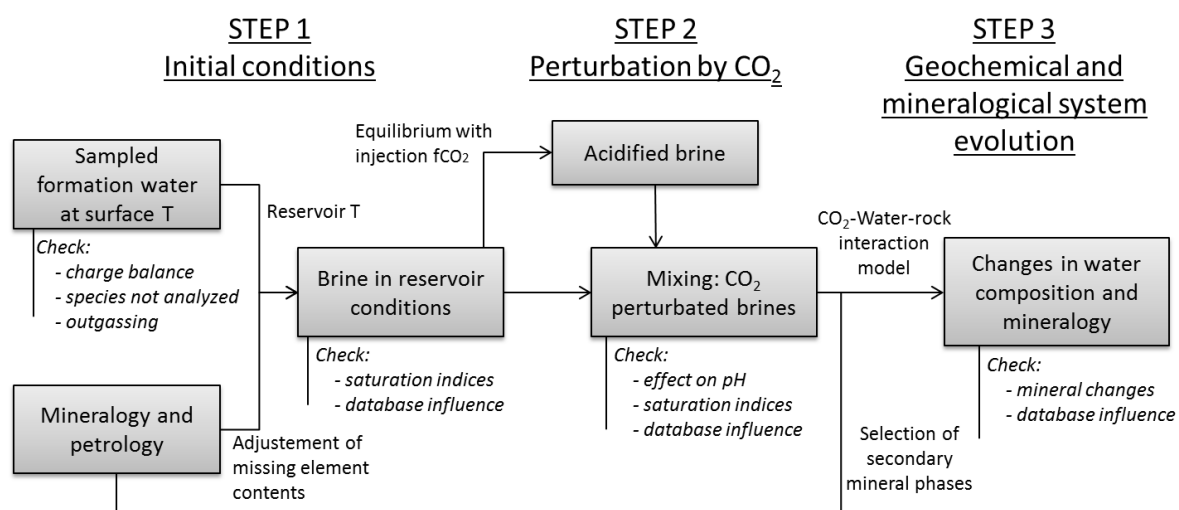 STEP 1
Initial conditions
STEP 2
Perturbation by CO2
STEP 3
Geochemical and
mineralogical system
evolution
Sampled
formation water
at surface T
Check:
- charge balance
- species not analyzed
- outgassing
Mineralogy and
petrology
Reservoir T
Adjustement of
missing element
contents
Brine in reservoir
conditions
Check:
- saturation indices
- database influence
Equilibrium with
injection fCO2
Acidified brine
Mixing: CO2
perturbated brines
Check:
- effect on pH
- saturation indices
- database influence
CO2-Water-rock
interaction
model
Selection of
secondary
mineral phases
Changes in water
composition and
mineralogy
Check:
- mineral changes
- database influence